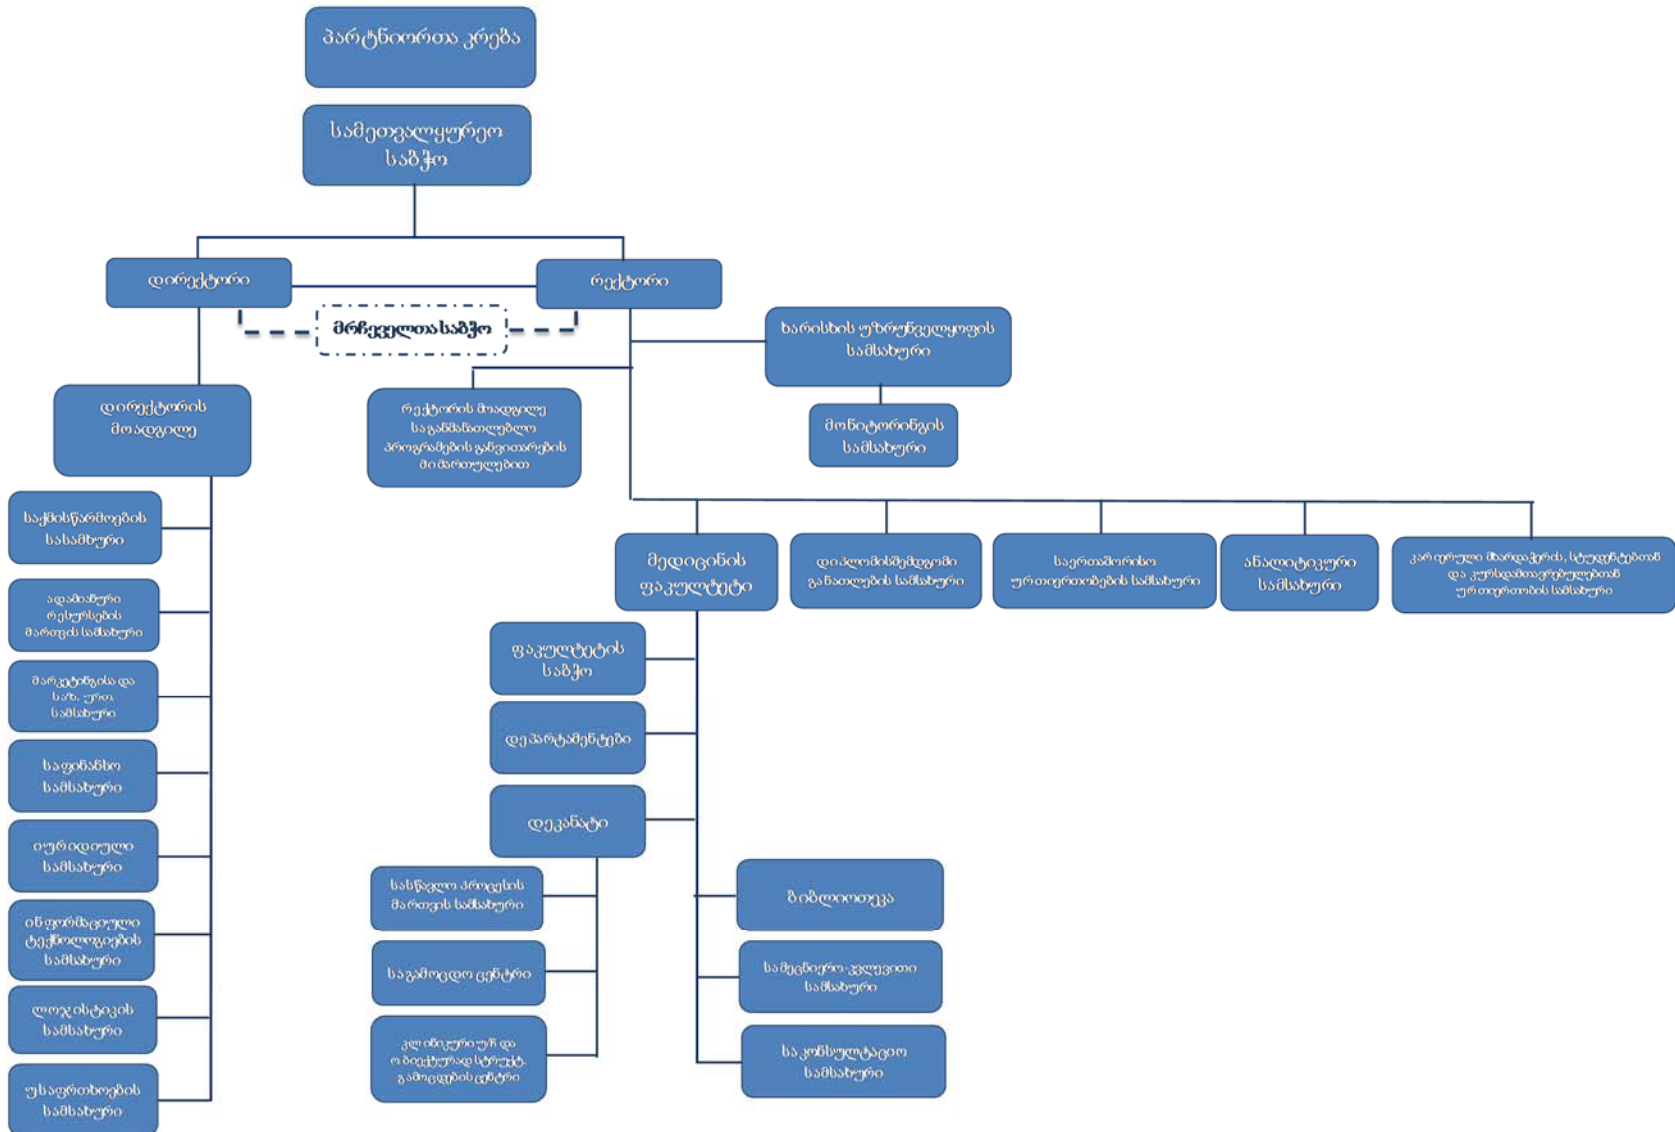 პარტნიორთა კრება
სამეთვალყურეო
საბჭო
დირექტორი
რექტორი
მრჩეველთა საბჭო
ხარისხის უზრუნველყოფის
სამსახური
მონიტორინგის
სამსახური
დირექტორის
მოადგილე
რექტორის მოადგილე
საგანმანათლებლო
პროგრამების განვითარების
მიმართულებით
საქმისწარმოების
სასამხური
ადამიანური
რესურსების
მართვის სამსახური
მარკეტინგისა და
საზ. ურთ.
სამსახური
საფინანსო
სამსახური
იურიდიული
სამსახური
ინფორმაციული
ტექნოლოგიების
სამსახური
ლოჯისტიკის
სამსახური
უსაფრთხოების
სამსახური
მედიცინის
ფაკულტეტი
დიპლომისშემდგომი
განათლების სამსახური
საერთაშორისო
ურთიერთობების სამსახური
ანალიტიკური
სამსახური
კარიერული მხარდაჭერის, სტუდენტებთან
და კურსდამთავრებულებთან
ურთიერთობის სამსახური
ფაკულტეტის
საბჭო
დეპარტამენტები
დეკანატი
სასწავლო პროცესის
მართვის სამსახური
საგამოცდო ცენტრი
კლინიკური უ/ჩ და
ობიექტურად სტრუქტ.
გამოცდების ცენტრი
ბიბლიოთეკა
სამეცნიერო-კვლევითი
სამსახური
საკონსულტაციო
სამსახური